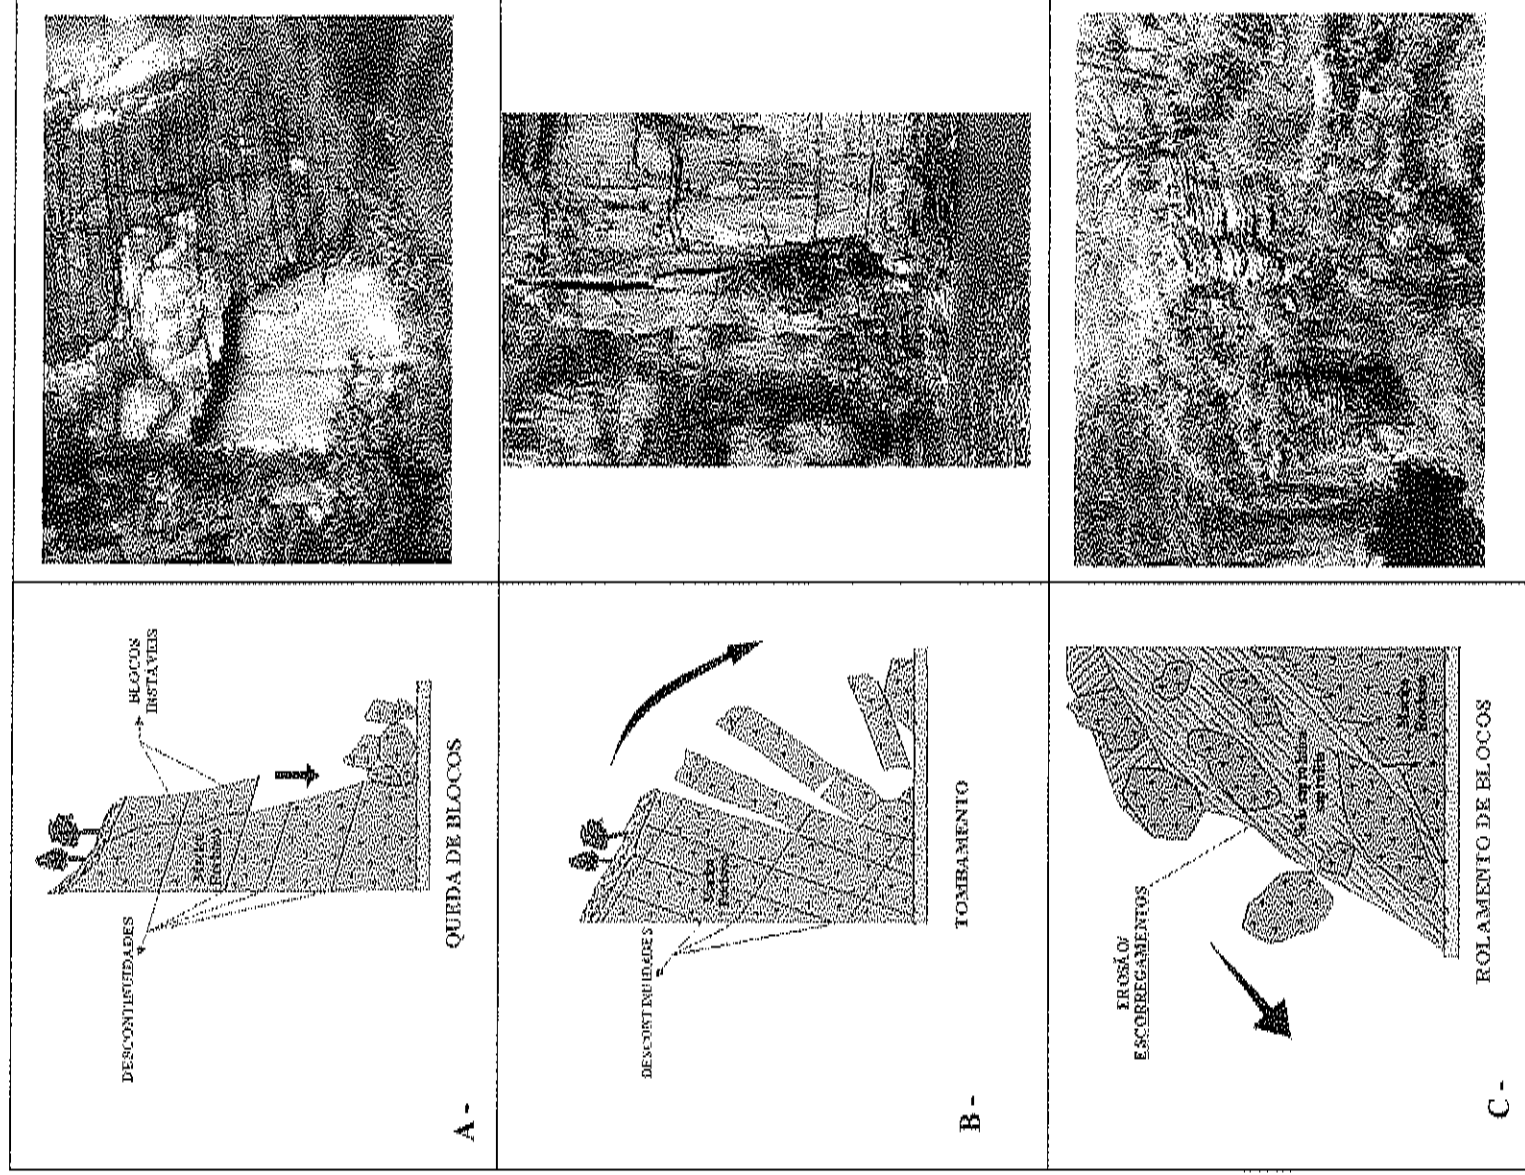 BLOCOS
INSTÁVEIS
DESCONTINUIDADES
QUEDA DE BLOCOS
A -
DESCONTINUIDADES
TOMBAMENTO
B -
EROSÃO/
ESCORREGAMENTOS
ROLAMENTO DE BLOCOS
C -